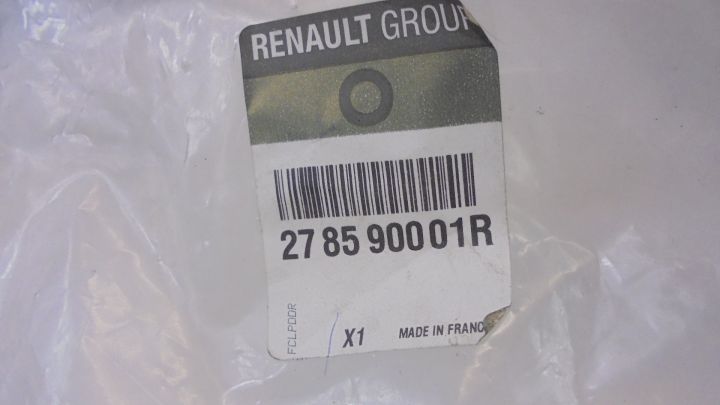 RENAULT GROUP
27 85 900 01R
FCLPDDR
X1
MADE IN FRANC